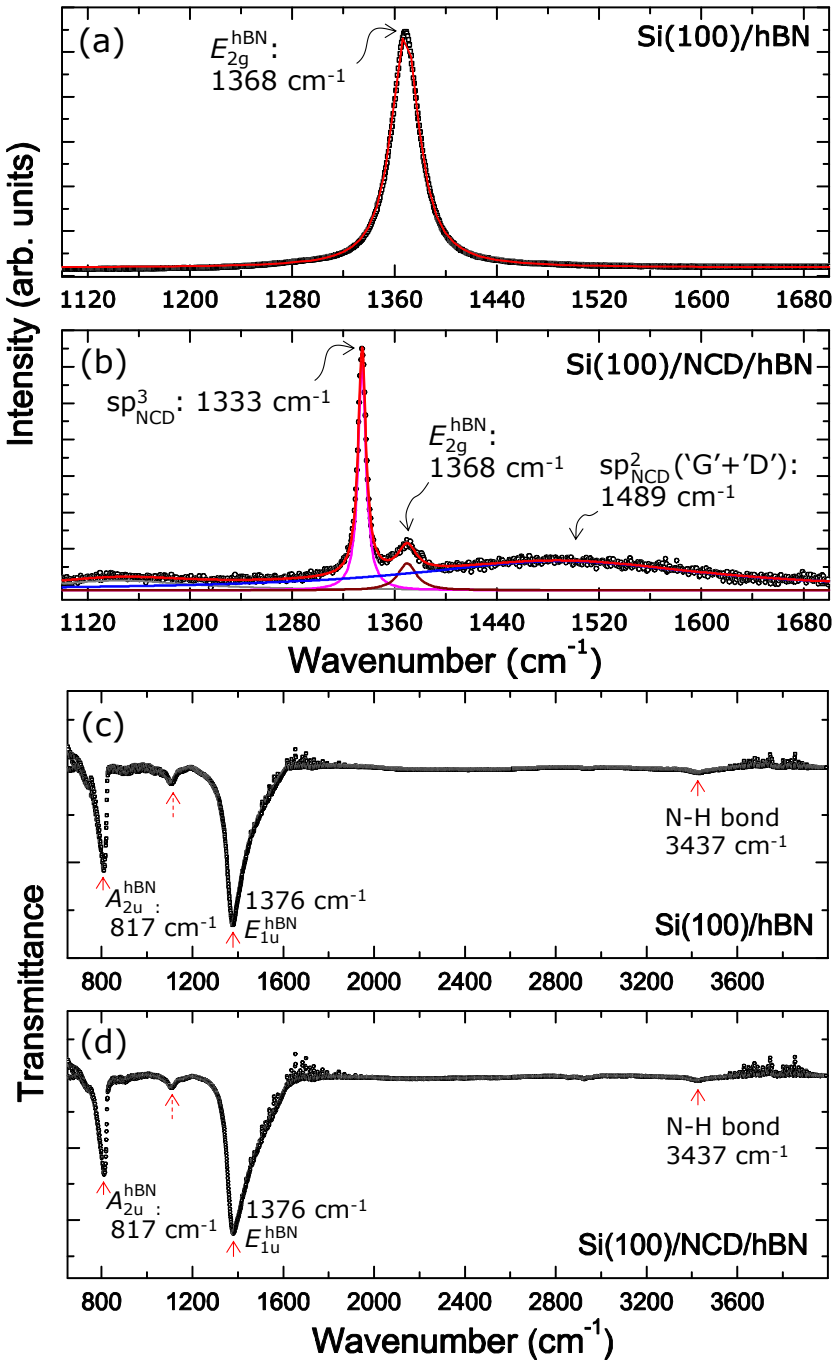 (a)
E2g^hBN:
1368 cm-1
Si(100)/hBN
1120 1200 1280 1360 1440 1520 1600 1680
Intensity (arb. units)
(b)
sp3NCD: 1333 cm-1
E2g^hBN:
1368 cm-1
Si(100)/NCD/hBN
sp2NCD(‘G’+’D’):
1489 cm-1
1120 1200 1280 1360 1440 1520 1600 1680
Wavenumber (cm-1)
(c)
A2u^hBN:
817 cm-1
1376 cm-1
E1u^hBN
N-H bond
3437 cm-1
Si(100)/hBN
800 1200 1600 2000 2400 2800 3200 3600
Transmittance
(d)
A2u^hBN:
817 cm-1
1376 cm-1
E1u^hBN
N-H bond
3437 cm-1
Si(100)/NCD/hBN
800 1200 1600 2000 2400 2800 3200 3600
Wavenumber (cm-1)